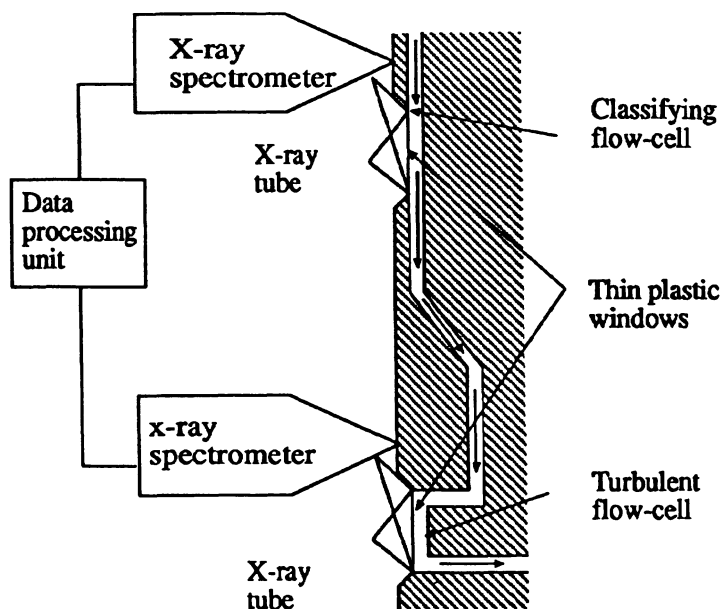 X-ray
spectrometer
Classifying
flow-cell
X-ray
tube
Data
processing
unit
Thin plastic
windows
x-ray
spectrometer
Turbulent
flow-cell
X-ray
tube